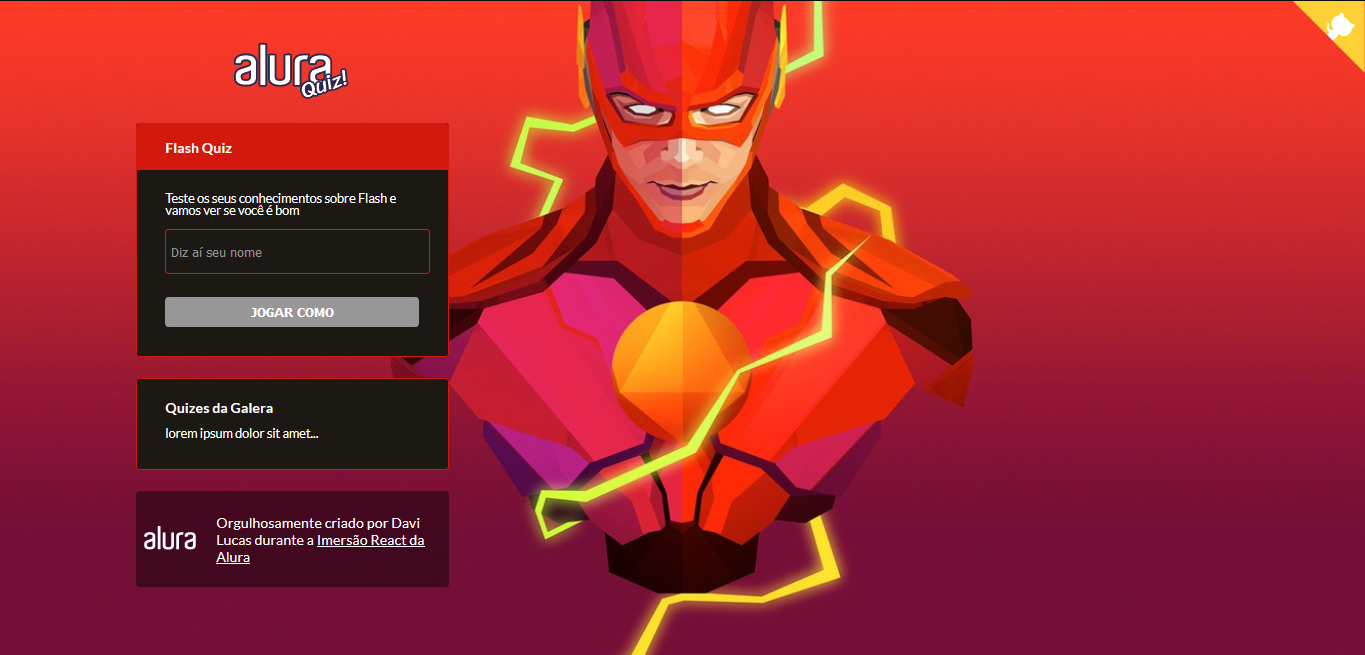 alura
Quiz!
Flash Quiz
Teste os seus conhecimentos sobre Flash e
vamos ver se você é bom
Diz aí seu nome
JOGAR COMO
Quizes da Galera
lorem ipsum dolor sit amet...
alura
Orgulhosamente criado por Davi
Lucas durante a Imersão React da
Alura